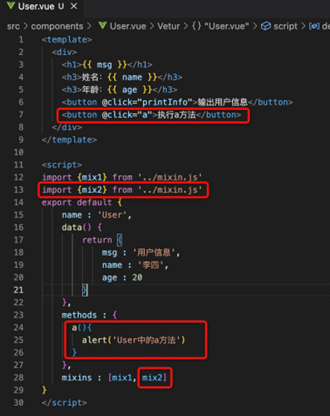 User.vue U ×
src > components > User.vue > Vetur > {} "User.vue" > script >
1 <template>
2 <div>
3 <h1>{{ msg }}</h1>
4 <h3>姓名: {{ name }}</h3>
5 <h3>年龄: {{ age }}</h3>
6 <button @click="printInfo">输出用户信息</button>
7 <button @click="a">执行a方法</button>
8 </div>
9 </template>
10
11 <script>
12 import {mix1} from '../mixin.js'
13 import {mix2} from '../mixin.js'
14 export default {
15 name : 'User',
16 data() {
17 return {
18 msg : '用户信息',
19 name : '李四',
20 age : 20
21 }
22 },
23 methods : {
24 a(){
25 alert('User中的a方法')
26 }
27 },
28 mixins : [mix1, mix2]
29 }
30 </script>